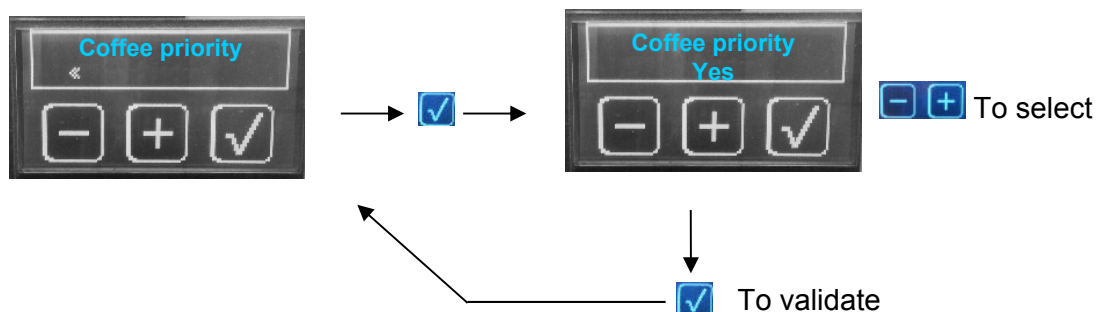 Coffee priority
«
Coffee priority
Yes
To select
To validate